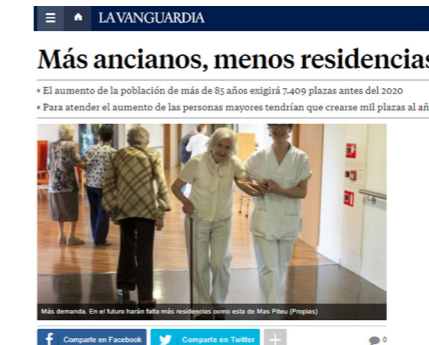 LA VANGUARDIA
Más ancianos, menos residencias
El aumento de la población de más de 85 años exigirá 7.409 plazas antes del 2020
Para atender el aumento de las personas mayores tendrían que crearse mil plazas al añ
Más demanda. En el futuro harán falta más residencias como esta de Mas Piteu (Propias)
Comparte en Facebook Comparte en Twitter 0